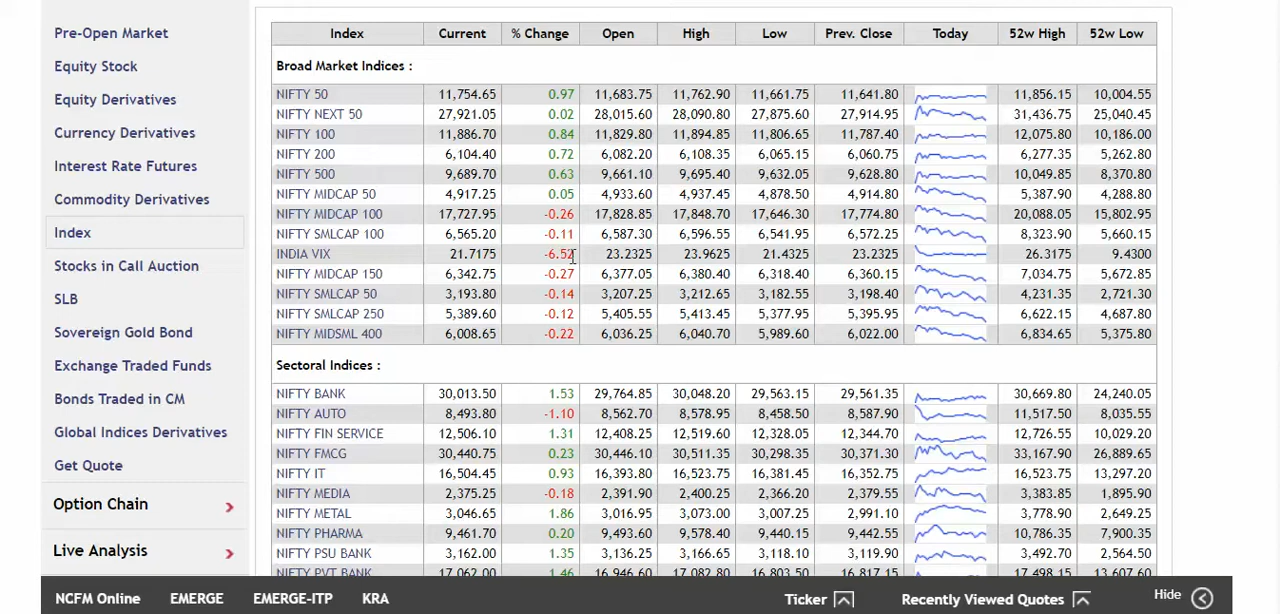 Pre-Open Market
Equity Stock
Equity Derivatives
Currency Derivatives
Interest Rate Futures
Commodity Derivatives
Index
Stocks in Call Auction
SLB
Sovereign Gold Bond
Exchange Traded Funds
Bonds Traded in CM
Global Indices Derivatives
Get Quote
Option Chain
Live Analysis
Index Current % Change Open High Low Prev. Close Today 52w High 52w Low
Broad Market Indices :
NIFTY 50 11,754.65 0.97 11,683.75 11,762.90 11,661.75 11,641.80 11,856.15 10,004.55
NIFTY NEXT 50 27,921.05 0.02 28,015.60 28,090.80 27,875.60 27,914.95 31,436.75 25,040.45
NIFTY 100 11,886.70 0.84 11,829.80 11,894.85 11,806.65 11,787.40 12,075.80 10,186.00
NIFTY 200 6,104.40 0.72 6,082.20 6,108.35 6,065.15 6,060.75 6,277.35 5,262.80
NIFTY 500 9,689.70 0.63 9,661.10 9,695.40 9,632.05 9,628.80 10,049.85 8,370.80
NIFTY MIDCAP 50 4,917.25 0.05 4,933.60 4,937.45 4,878.50 4,914.80 5,387.90 4,288.80
NIFTY MIDCAP 100 17,727.95 -0.26 17,828.85 17,848.70 17,646.30 17,774.80 20,088.05 15,802.95
NIFTY SMLCAP 100 6,565.20 -0.11 6,587.30 6,596.55 6,541.95 6,572.25 8,323.90 5,660.15
INDIA VIX 21.7175 -6.52 23.2325 23.9625 21.4325 23.2325 26.3175 9.4300
NIFTY MIDCAP 150 6,342.75 -0.27 6,377.05 6,380.40 6,318.40 6,360.15 7,034.75 5,672.85
NIFTY SMLCAP 50 3,193.80 -0.14 3,207.25 3,212.65 3,182.55 3,198.40 4,231.35 2,721.30
NIFTY SMLCAP 250 5,389.60 -0.12 5,405.55 5,413.45 5,377.95 5,395.95 6,622.15 4,687.80
NIFTY MIDSML 400 6,008.65 -0.22 6,036.25 6,040.70 5,989.60 6,022.00 6,834.65 5,375.80
Sectoral Indices :
NIFTY BANK 30,013.50 1.53 29,764.85 30,048.20 29,563.15 29,561.35 30,669.80 24,240.05
NIFTY AUTO 8,493.80 -1.10 8,562.70 8,578.95 8,458.50 8,587.90 11,517.50 8,035.55
NIFTY FIN SERVICE 12,506.10 1.31 12,408.25 12,519.60 12,328.05 12,344.70 12,726.55 10,029.20
NIFTY FMCG 30,440.75 0.23 30,446.10 30,511.35 30,298.35 30,371.30 33,167.90 26,889.65
NIFTY IT 16,504.45 0.93 16,393.80 16,523.75 16,381.45 16,352.75 16,523.75 13,297.20
NIFTY MEDIA 2,375.25 -0.18 2,391.90 2,400.25 2,366.20 2,379.55 3,383.85 1,895.90
NIFTY METAL 3,046.65 1.86 3,016.95 3,073.00 3,007.25 2,991.10 3,778.90 2,649.25
NIFTY PHARMA 9,461.70 0.20 9,493.60 9,578.40 9,440.15 9,442.55 10,786.35 7,900.35
NIFTY PSU BANK 3,162.00 1.35 3,136.25 3,166.65 3,118.10 3,119.90 3,492.70 2,564.50
NIFTY PVT BANK 17,062.00 1.46 16,946.60 17,082.80 16,803.50 16,817.15 17,498.15 13,607.60
NCFM Online EMERGE EMERGE-ITP KRA Ticker Recently Viewed Quotes Hide